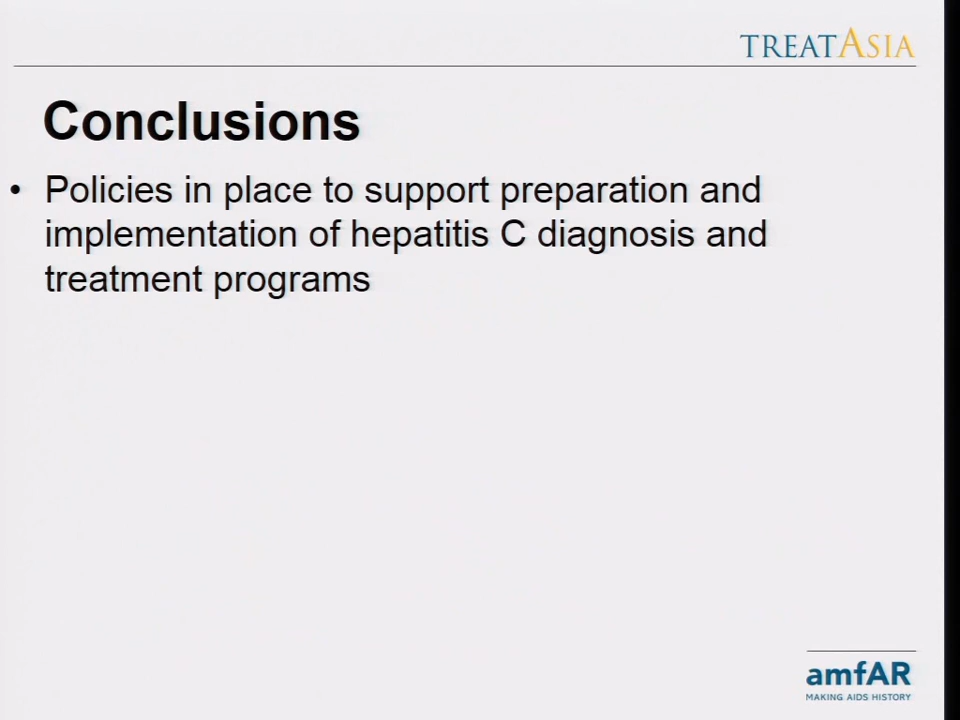 TREATASIA
Conclusions
• Policies in place to support preparation and
implementation of hepatitis C diagnosis and
treatment programs
amfAR
MAKING AIDS HISTORY